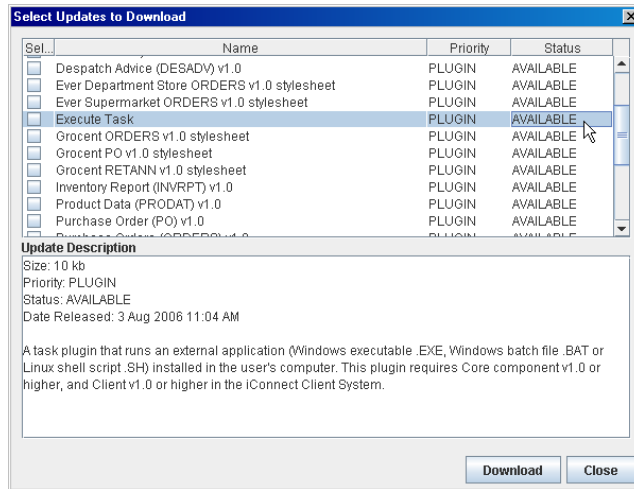 Select Updates to Download
Sel... Name Priority Status
Despatch Advice (DESADV) v1.0 PLUGIN AVAILABLE
Ever Department Store ORDERS v1.0 stylesheet PLUGIN AVAILABLE
Ever Supermarket ORDERS v1.0 stylesheet PLUGIN AVAILABLE
Execute Task PLUGIN AVAILABLE
Grocent ORDERS v1.0 stylesheet PLUGIN AVAILABLE
Grocent PO v1.0 stylesheet PLUGIN AVAILABLE
Grocent RETANN v1.0 stylesheet PLUGIN AVAILABLE
Inventory Report (INVRPT) v1.0 PLUGIN AVAILABLE
Product Data (PRODAT) v1.0 PLUGIN AVAILABLE
Purchase Order (PO) v1.0 PLUGIN AVAILABLE
Purchase Orders (ORDERS) v1.0 PLUGIN AVAILABLE
Update Description
Size: 10 kb
Priority: PLUGIN
Status: AVAILABLE
Date Released: 3 Aug 2006 11:04 AM
A task plugin that runs an external application (Windows executable .EXE, Windows batch file .BAT or
Linux shell script .SH) installed in the user's computer. This plugin requires Core component v1.0 or
higher, and Client v1.0 or higher in the iConnect Client System.
Download Close